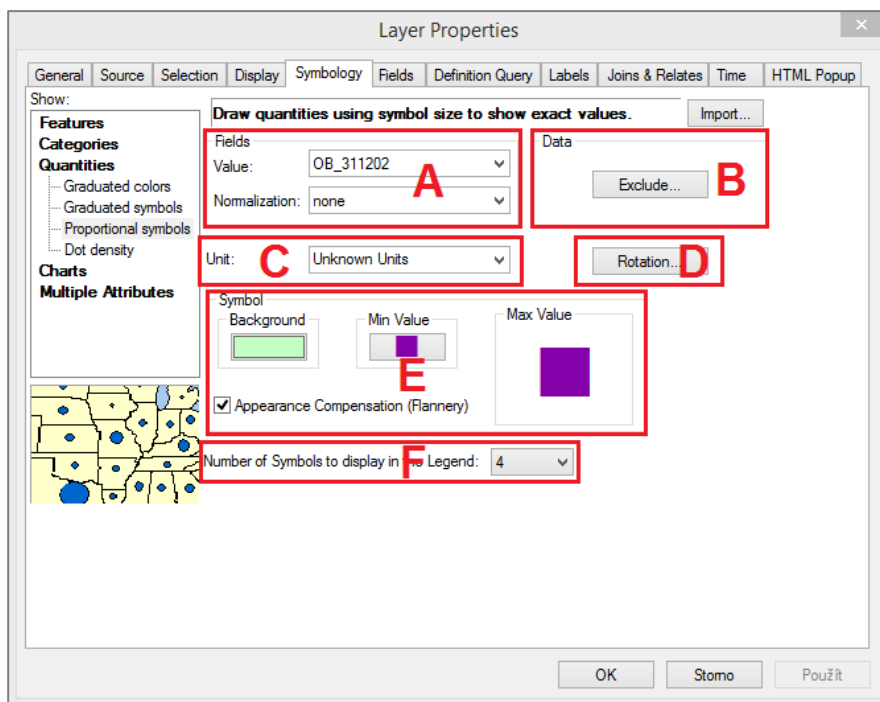 Layer Properties
×
General Source Selection Display Symbology Fields Definition Query Labels Joins & Relates Time HTML Popup
Show:
Features
Categories
Quantities
Graduated colors
Graduated symbols
Proportional symbols
Dot density
Charts
Multiple Attributes
Draw quantities using symbol size to show exact values.
Import...
Fields
Value: OB_311202
Normalization: none
A
Data
Exclude...
B
Unit: Unknown Units
C
Rotation...
D
Symbol
Background
Min Value
Max Value
E
Appearance Compensation (Flannery)
Number of Symbols to display in the Legend: 4
F
OK Storno Použít